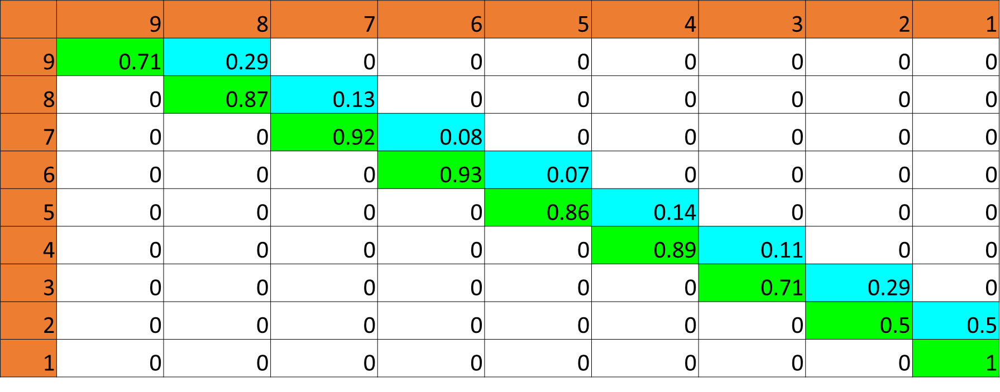 9 8 7 6 5 4 3 2 1
9 0.71 0.29 0 0 0 0 0 0 0
8 0 0.87 0.13 0 0 0 0 0 0
7 0 0 0.92 0.08 0 0 0 0 0
6 0 0 0 0.93 0.07 0 0 0 0
5 0 0 0 0 0.86 0.14 0 0 0
4 0 0 0 0 0 0.89 0.11 0 0
3 0 0 0 0 0 0 0.71 0.29 0
2 0 0 0 0 0 0 0 0.5 0.5
1 0 0 0 0 0 0 0 0 1